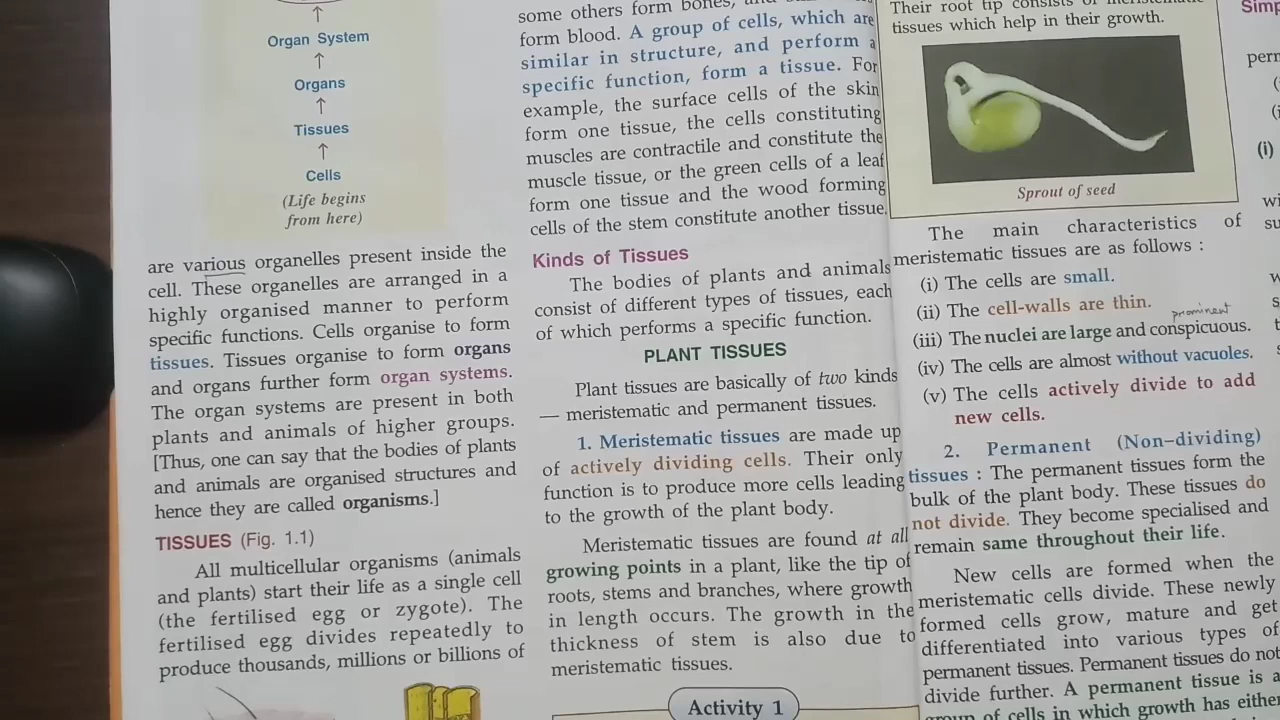 Organ System
Organs
Tissues
Cells
(Life begins
from here)
are various organelles present inside the
cell. These organelles are arranged in a
highly organised manner to perform
specific functions. Cells organise to form
tissues. Tissues organise to form organs
and organs further form organ systems.
The organ systems are present in both
plants and animals of higher groups.
[Thus, one can say that the bodies of plants
and animals are organised structures and
hence they are called organisms.]
TISSUES (Fig. 1.1)
All multicellular organisms (animals
and plants) start their life as a single cell
(the fertilised egg or zygote). The
fertilised egg divides repeatedly to
produce thousands, millions or billions of
some others form bones,
form blood. A group of cells, which are
similar in structure, and perform a
specific function, form a tissue. For
example, the surface cells of the skin
form one tissue, the cells constituting
muscles are contractile and constitute the
muscle tissue, or the green cells of a leaf
form one tissue and the wood forming
cells of the stem constitute another tissue.
Kinds of Tissues
The bodies of plants and animals
consist of different types of tissues, each
of which performs a specific function.
PLANT TISSUES
Plant tissues are basically of two kinds
— meristematic and permanent tissues.
1. Meristematic tissues are made up
of actively dividing cells. Their only
function is to produce more cells leading
to the growth of the plant body.
Meristematic tissues are found at all
growing points in a plant, like the tip of
roots, stems and branches, where growth
in length occurs. The growth in the
thickness of stem is also due to
meristematic tissues.
Activity 1
Their root tip consists of meristematic
tissues which help in their growth.
Sprout of seed
The main characteristics of
meristematic tissues are as follows :
(i) The cells are small.
(ii) The cell-walls are thin.
prominent
(iii) The nuclei are large and conspicuous.
(iv) The cells are almost without vacuoles.
(v) The cells actively divide to add
new cells.
2. Permanent (Non-dividing)
tissues : The permanent tissues form the
bulk of the plant body. These tissues do
not divide. They become specialised and
remain same throughout their life.
New cells are formed when the
meristematic cells divide. These newly
formed cells grow, mature and get
differentiated into various types of
permanent tissues. Permanent tissues do not
divide further. A permanent tissue is a
group of cells in which growth has either
(i)